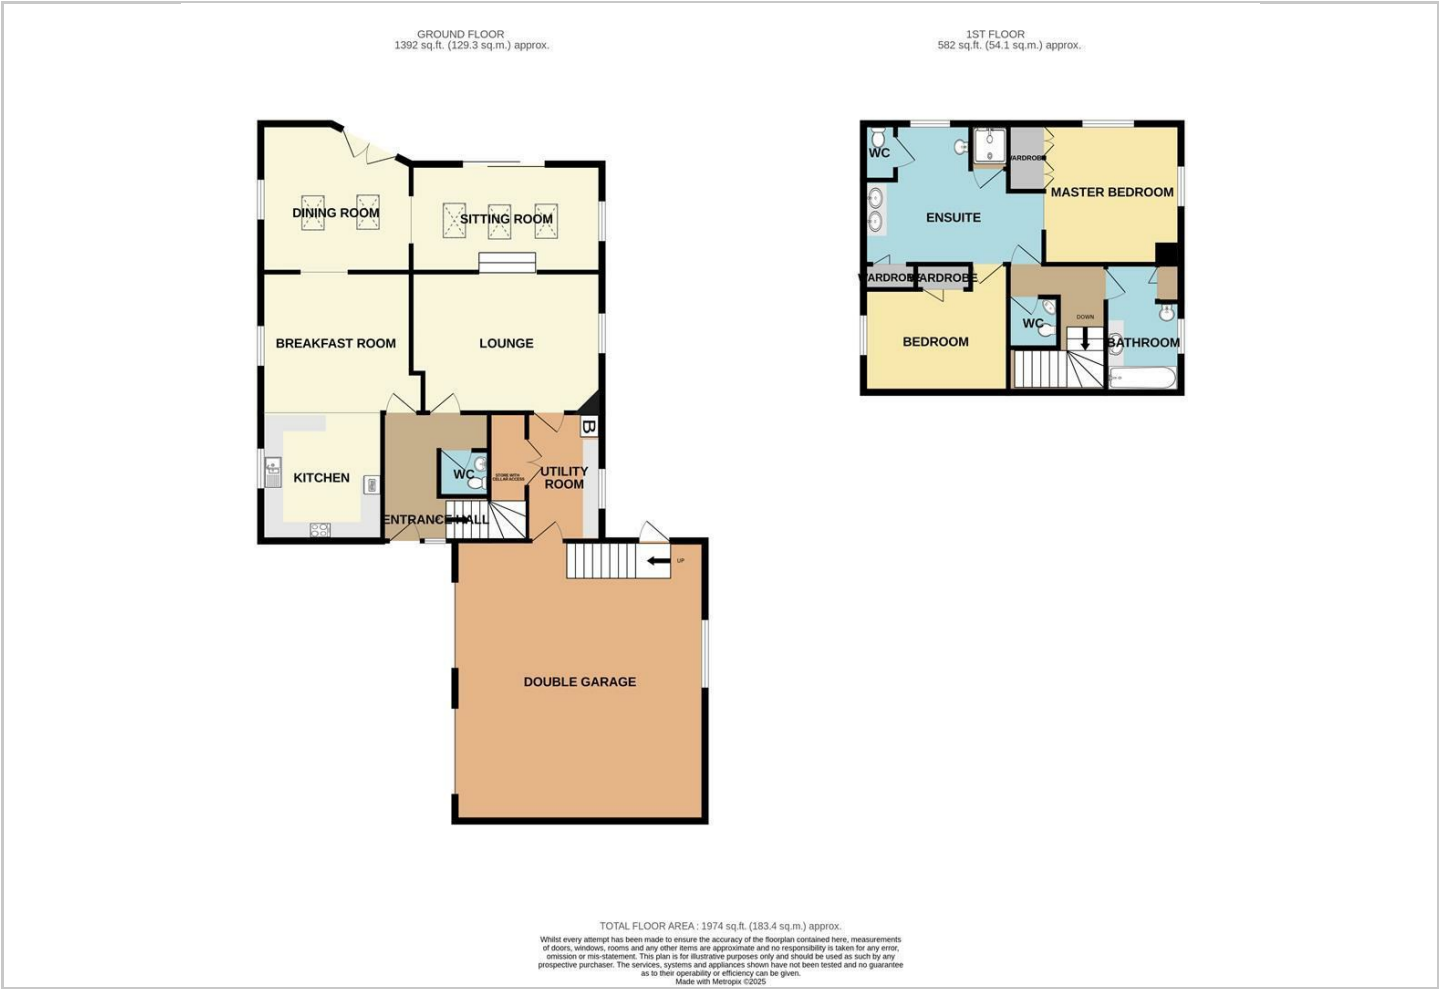 GROUND FLOOR
1392 sq.ft. (129.3 sq.m.) approx.
1ST FLOOR
582 sq.ft. (54.1 sq.m.) approx.
DINING ROOM
SITTING ROOM
BREAKFAST ROOM
LOUNGE
KITCHEN
WC
STORE WITH
CELLAR ACCESS
B
UTILITY
ROOM
ENTRANCE HALL
UP
DOUBLE GARAGE
WC
WARDROBE
MASTER BEDROOM
ENSUITE
WARDROBE
WARDROBE
BEDROOM
WC
DOWN
BATHROOM
TOTAL FLOOR AREA : 1974 sq.ft. (183.4 sq.m.) approx.
Whilst every attempt has been made to ensure the accuracy of the floorplan contained here, measurements
of doors, windows, rooms and any other items are approximate and no responsibility is taken for any error,
omission or mis-statement. This plan is for illustrative purposes only and should be used as such by any
prospective purchaser. The services, systems and appliances shown have not been tested and no guarantee
as to their operability or efficiency can be given.
Made with Metropix ©2025